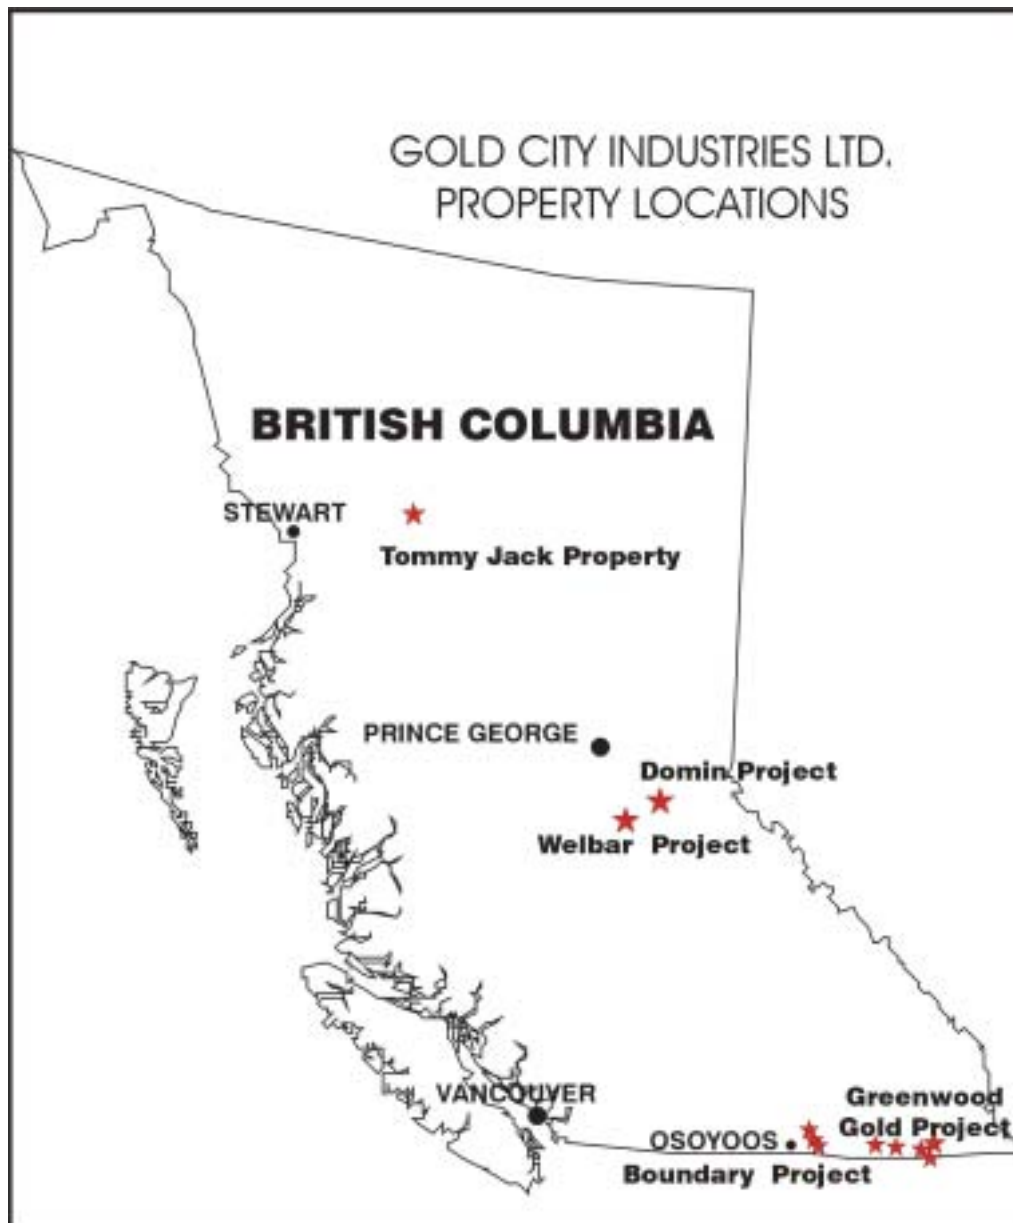 GOLD CITY INDUSTRIES LTD.
PROPERTY LOCATIONS
BRITISH COLUMBIA
STEWART
Tommy Jack Property
PRINCE GEORGE
Domin Project
Welbar Project
VANCOUVER
Greenwood
Gold Project
OSOYOOS
Boundary Project